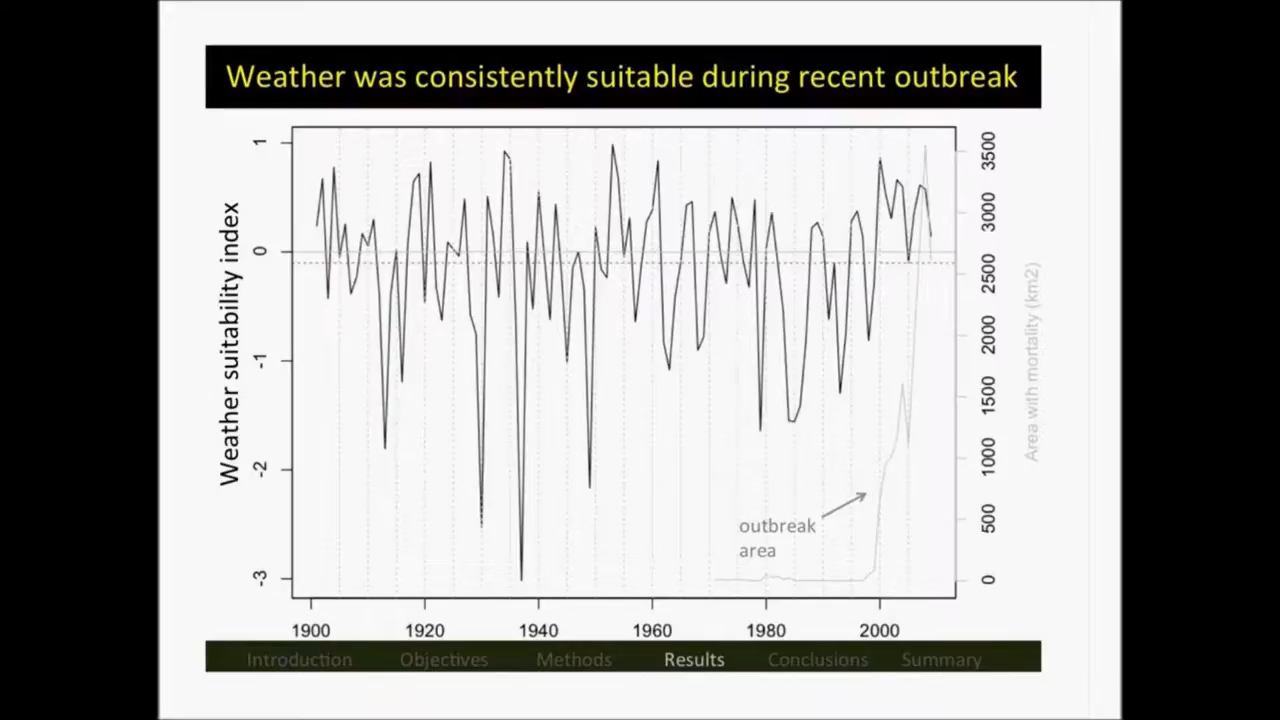 Weather was consistently suitable during recent outbreak
Weather suitability index
1
0
-1
-2
-3
3500
3000
2500
2000
1500
1000
500
0
Area with mortality (km2)
outbreak
area
1900 1920 1940 1960 1980 2000
Introduction Objectives Methods Results Conclusions Summary